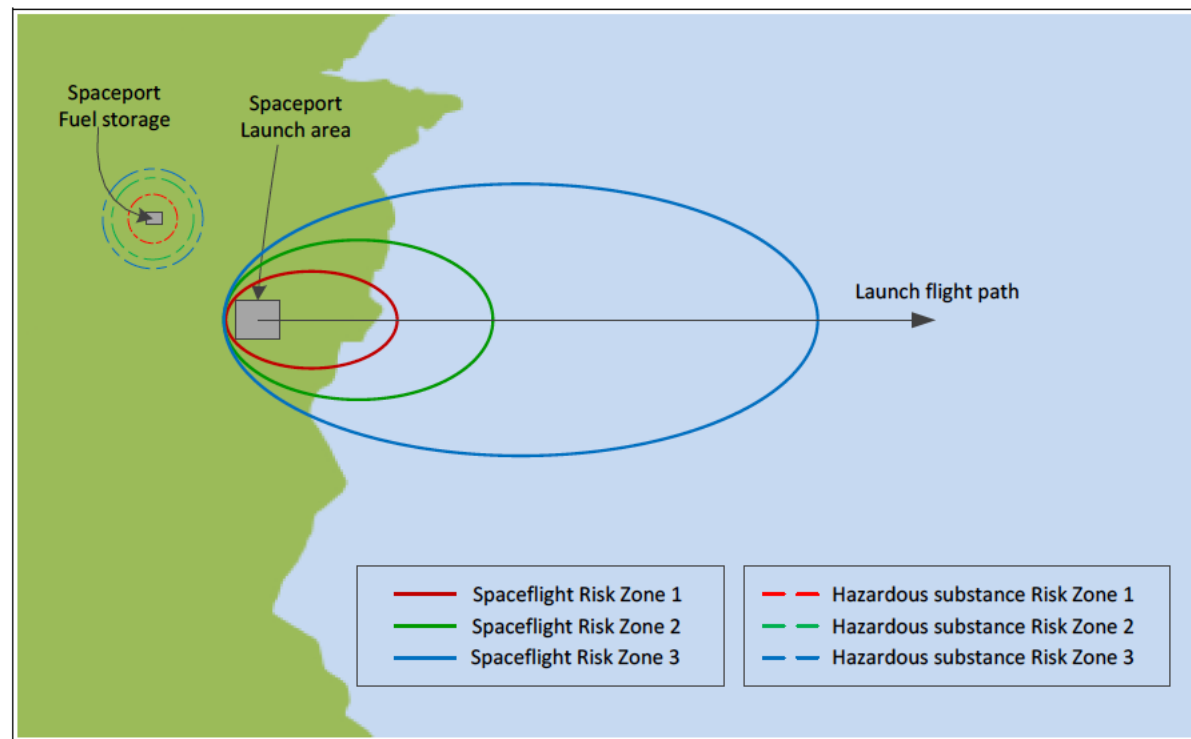 Spaceport
Fuel storage
Spaceport
Launch area
Launch flight path
Spaceflight Risk Zone 1
Spaceflight Risk Zone 2
Spaceflight Risk Zone 3
Hazardous substance Risk Zone 1
Hazardous substance Risk Zone 2
Hazardous substance Risk Zone 3